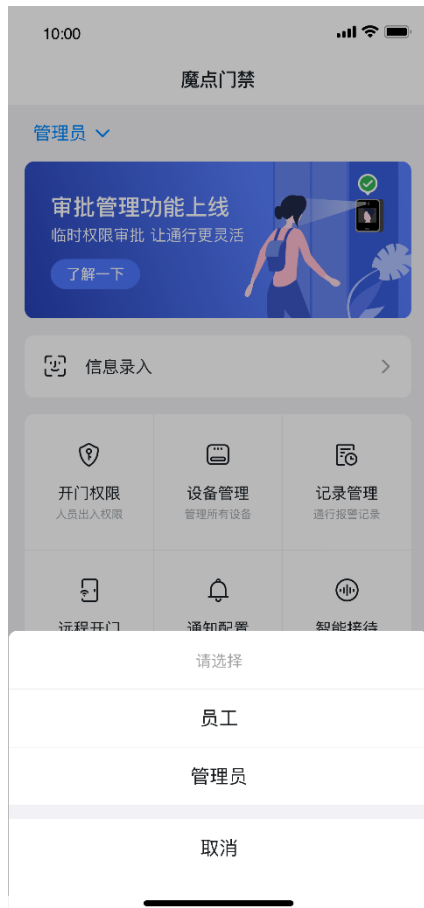 10:00
魔点门禁
管理员
审批管理功能上线
临时权限审批 让通行更灵活
了解一下
信息录入
开门权限
设备管理
记录管理
人员出入权限
管理所有设备
通行报警记录
远程开门
通知配置
智能接待
请选择
员工
管理员
取消